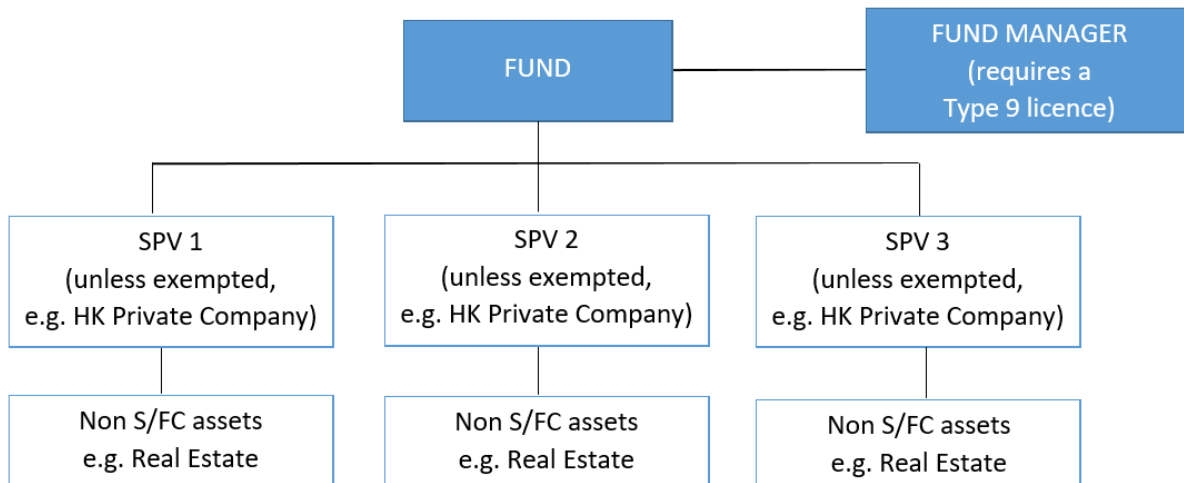 FUND
FUND MANAGER
(requires a
Type 9 licence)
SPV 1
(unless exempted,
e.g. HK Private Company)
SPV 2
(unless exempted,
e.g. HK Private Company)
SPV 3
(unless exempted,
e.g. HK Private Company)
Non S/FC assets
e.g. Real Estate
Non S/FC assets
e.g. Real Estate
Non S/FC assets
e.g. Real Estate